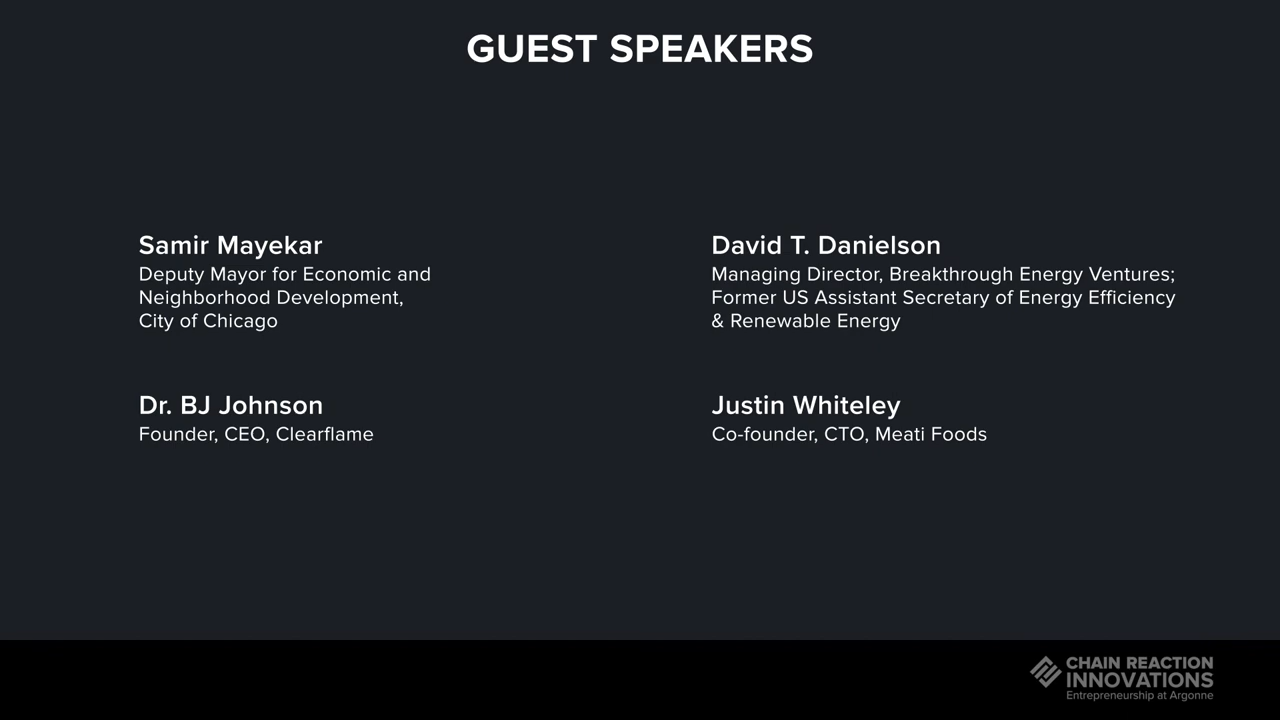 GUEST SPEAKERS
Samir Mayekar
Deputy Mayor for Economic and
Neighborhood Development,
City of Chicago
David T. Danielson
Managing Director, Breakthrough Energy Ventures;
Former US Assistant Secretary of Energy Efficiency
& Renewable Energy
Dr. BJ Johnson
Founder, CEO, Clearflame
Justin Whiteley
Co-founder, CTO, Meati Foods
CHAIN REACTION
INNOVATIONS
Entrepreneurship at Argonne